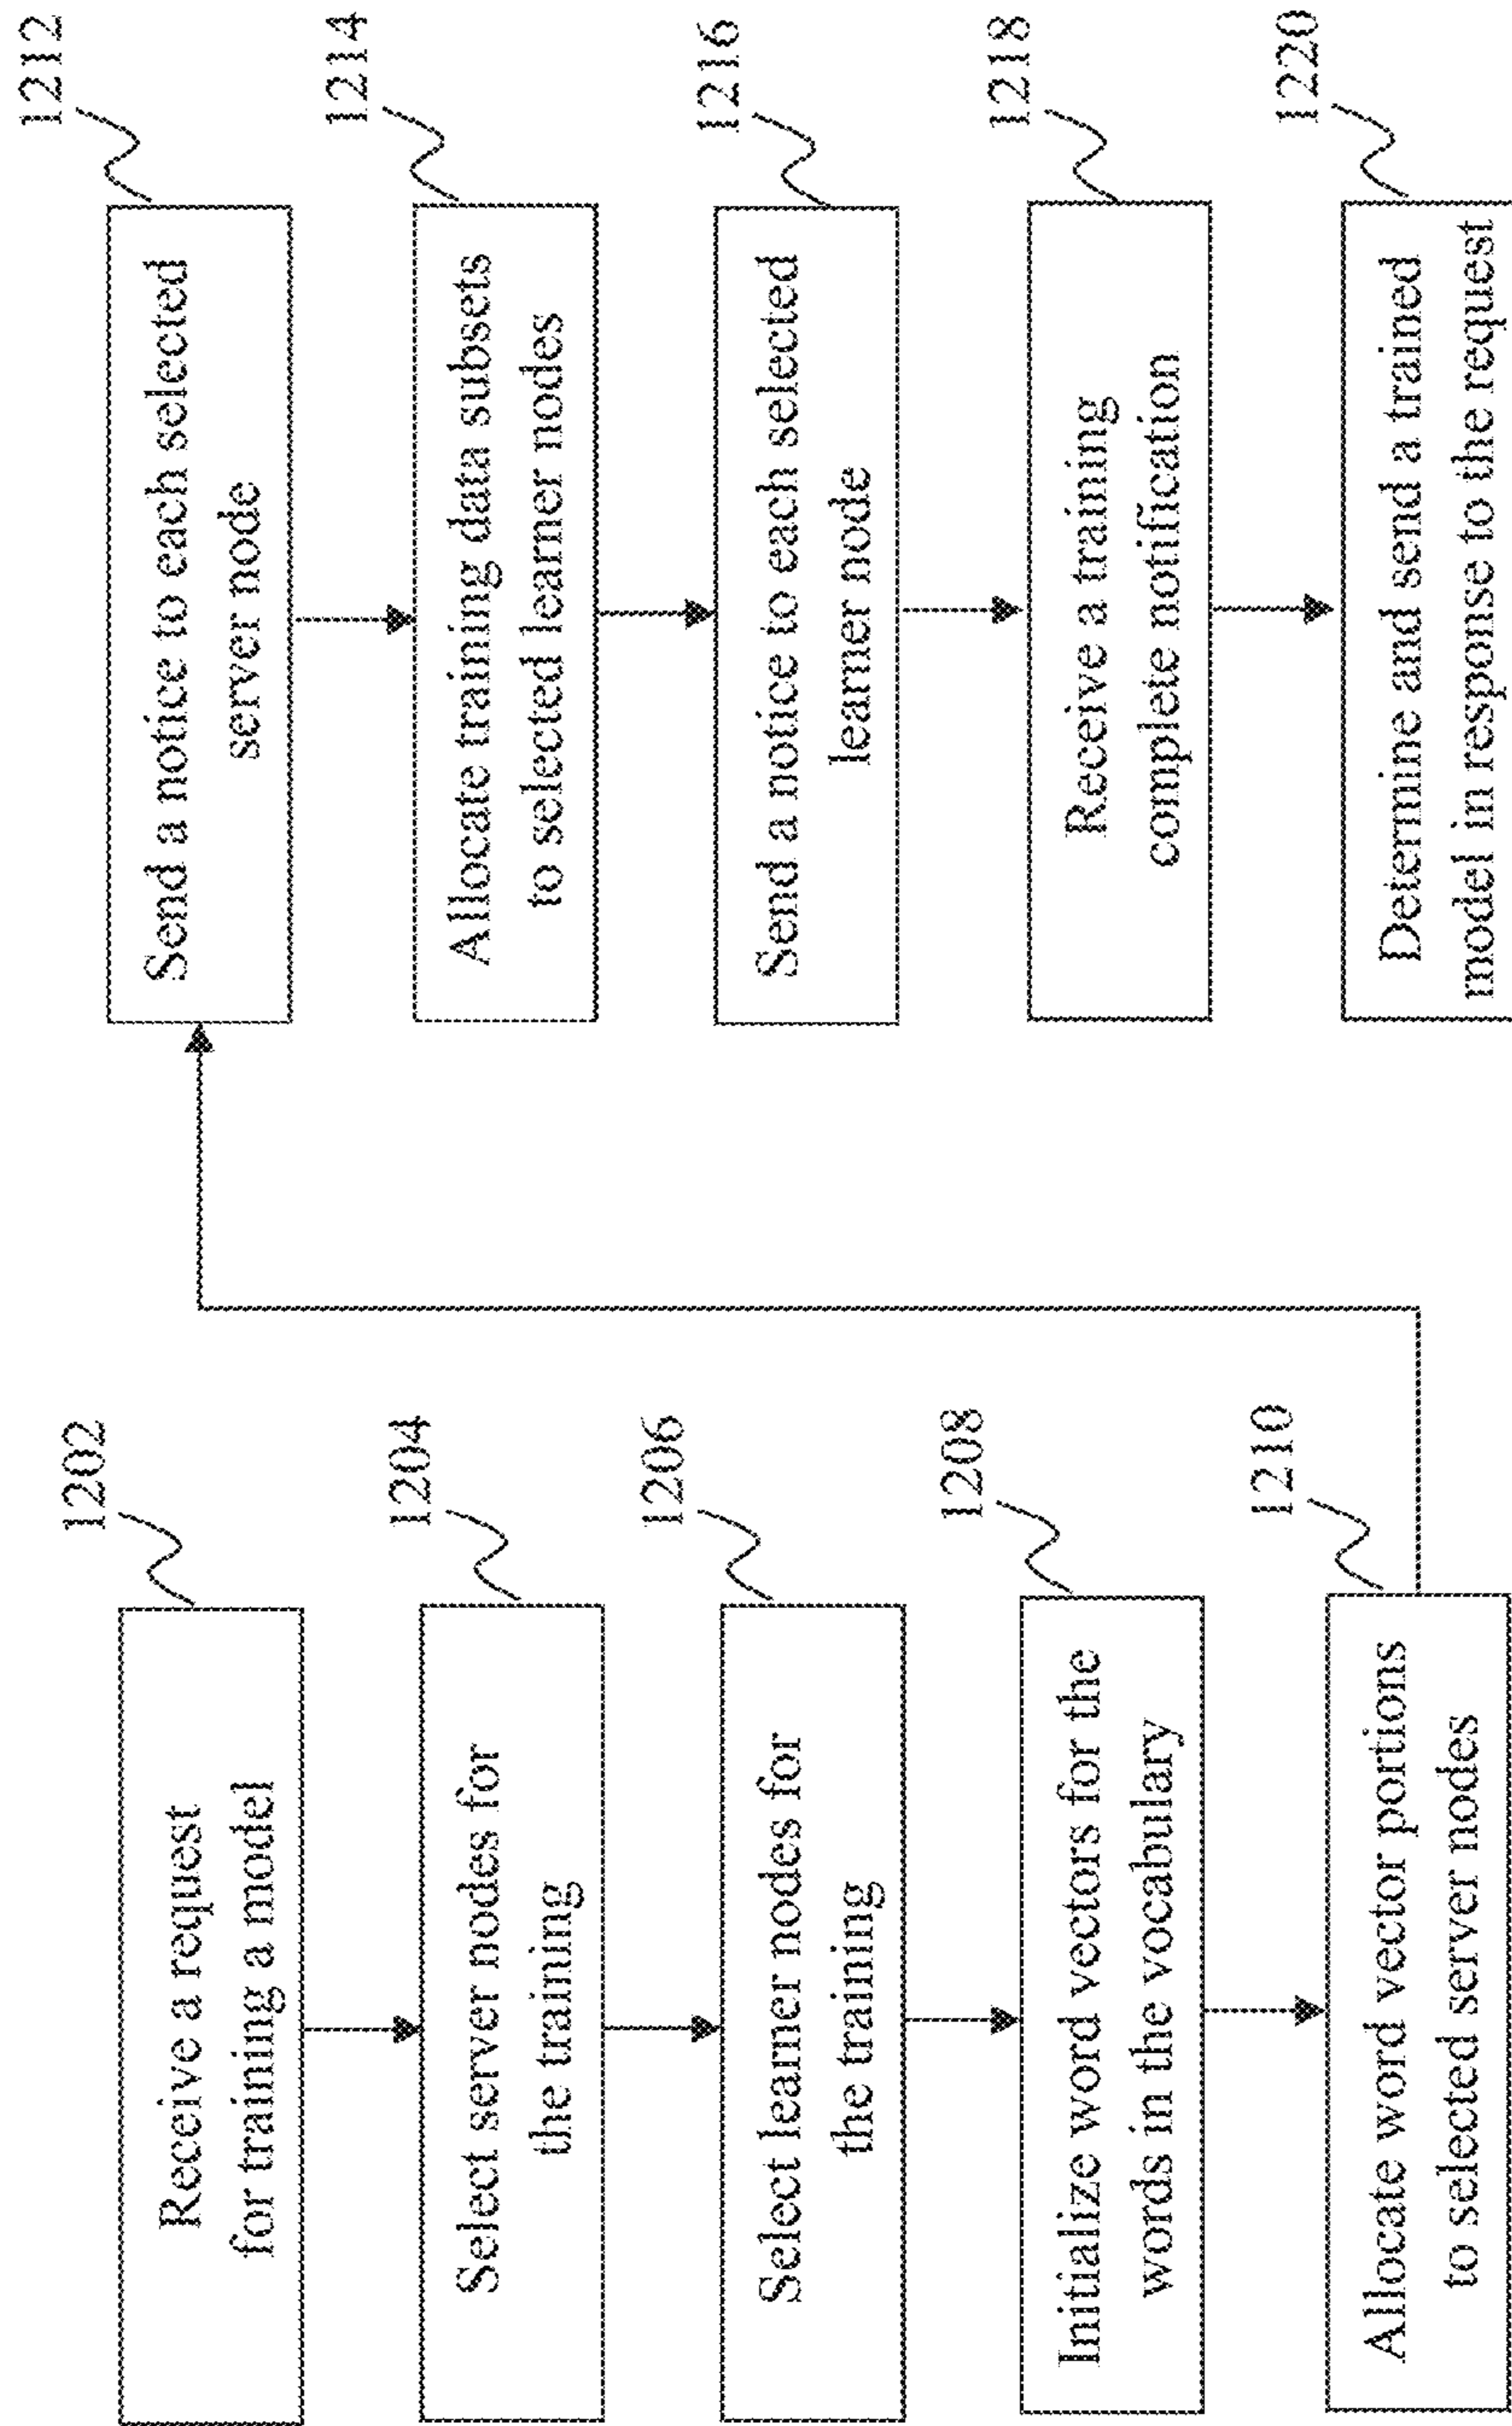 1202
Receive a request
for training a model
1204
Select server nodes for
the training
1206
Select learner nodes for
the training
1208
Initialize word vectors for the
words in the vocabulary
1210
Allocate word vector portions
to selected server nodes
1212
Send a notice to each selected
server node
1214
Allocate training data subsets
to selected learner nodes
1216
Send a notice to each selected
learner node
1218
Receive a training
complete notification
1220
Determine and send a trained
model in response to the request